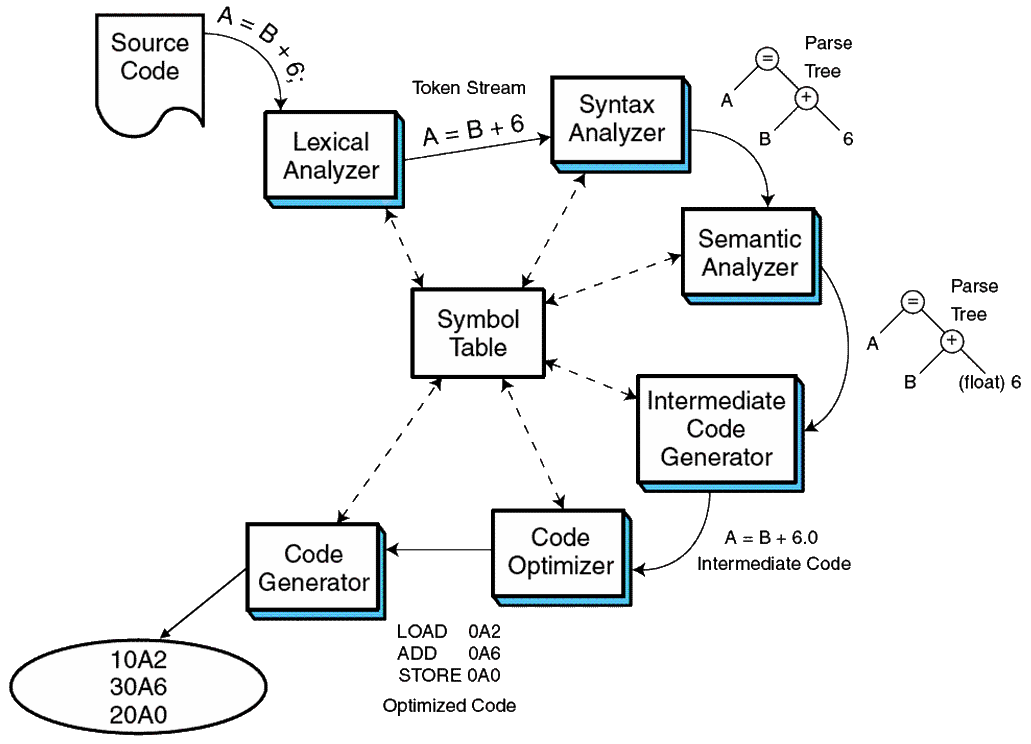 Source
Code
A = B + 6;
Lexical
Analyzer
Token Stream
A = B + 6
Syntax
Analyzer
Parse
Tree
=
A
+
B
6
Semantic
Analyzer
Parse
Tree
=
A
+
B
(float) 6
Symbol
Table
Intermediate
Code
Generator
A = B + 6.0
Intermediate Code
Code
Optimizer
LOAD 0A2
ADD 0A6
STORE 0A0
Optimized Code
Code
Generator
10A2
30A6
20A0